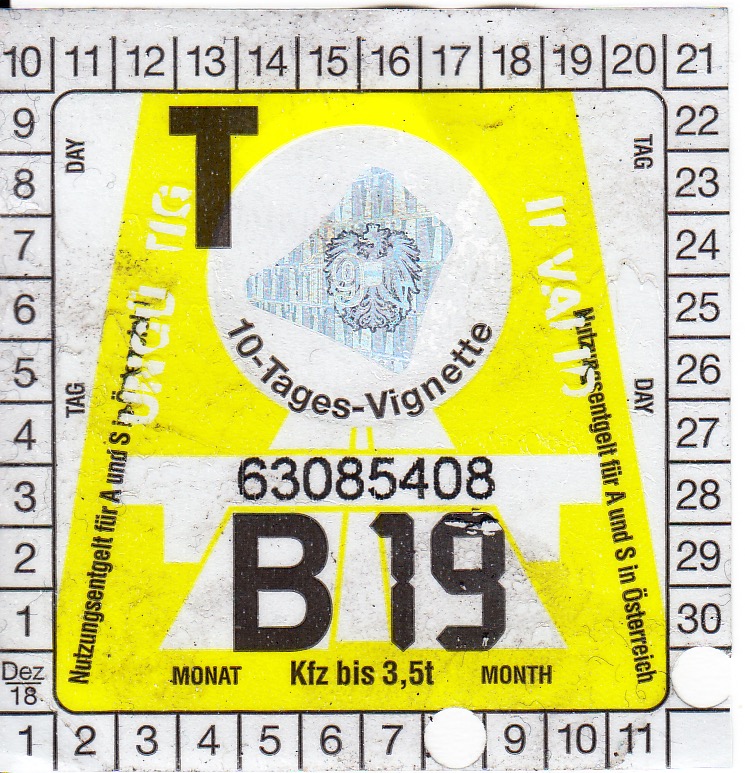 10 11 12 13 14 15 16 17 18 19 20 21
9 22
8 23
7 24
6 25
5 26
4 27
3 28
2 29
1 30
Dez
18
1 2 3 4 5 6 7 9 10 11
T
DAY
TAG
TAG
DAY
10-Tages-Vignette
63085408
B 19
MONAT Kfz bis 3,5t MONTH
Nutzungsentgelt für A und S in
Nutzungsentgelt für A und S in Österreich